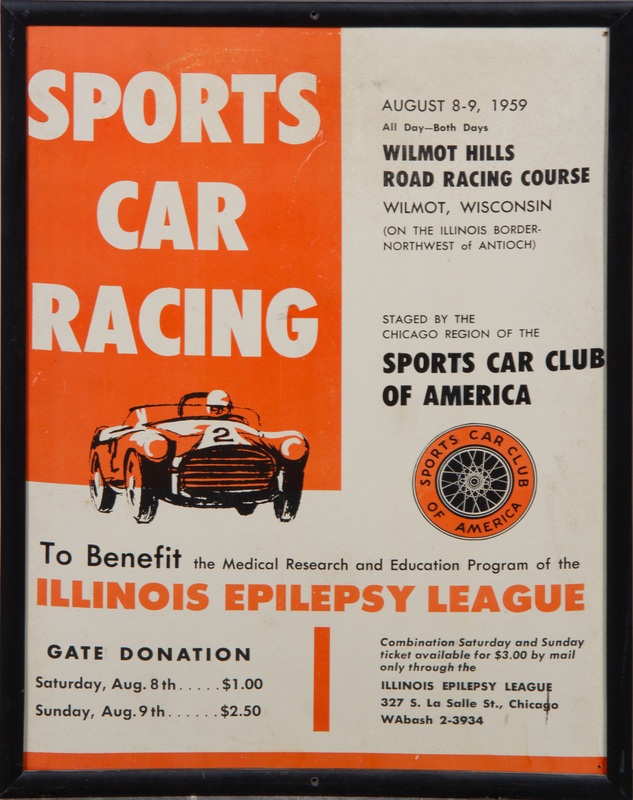 SPORTS
CAR
RACING
2
AUGUST 8-9, 1959
All Day—Both Days
WILMOT HILLS
ROAD RACING COURSE
WILMOT, WISCONSIN
(ON THE ILLINOIS BORDER-
NORTHWEST of ANTIOCH)
STAGED BY THE
CHICAGO REGION OF THE
SPORTS CAR CLUB
OF AMERICA
SPORTS CAR CLUB
OF AMERICA
To Benefit the Medical Research and Education Program of the
ILLINOIS EPILEPSY LEAGUE
GATE DONATION
Saturday, Aug. 8th.....$1.00
Sunday, Aug. 9th......$2.50
Combination Saturday and Sunday
ticket available for $3.00 by mail
only through the
ILLINOIS EPILEPSY LEAGUE
327 S. La Salle St., Chicago
WAbash 2-3934